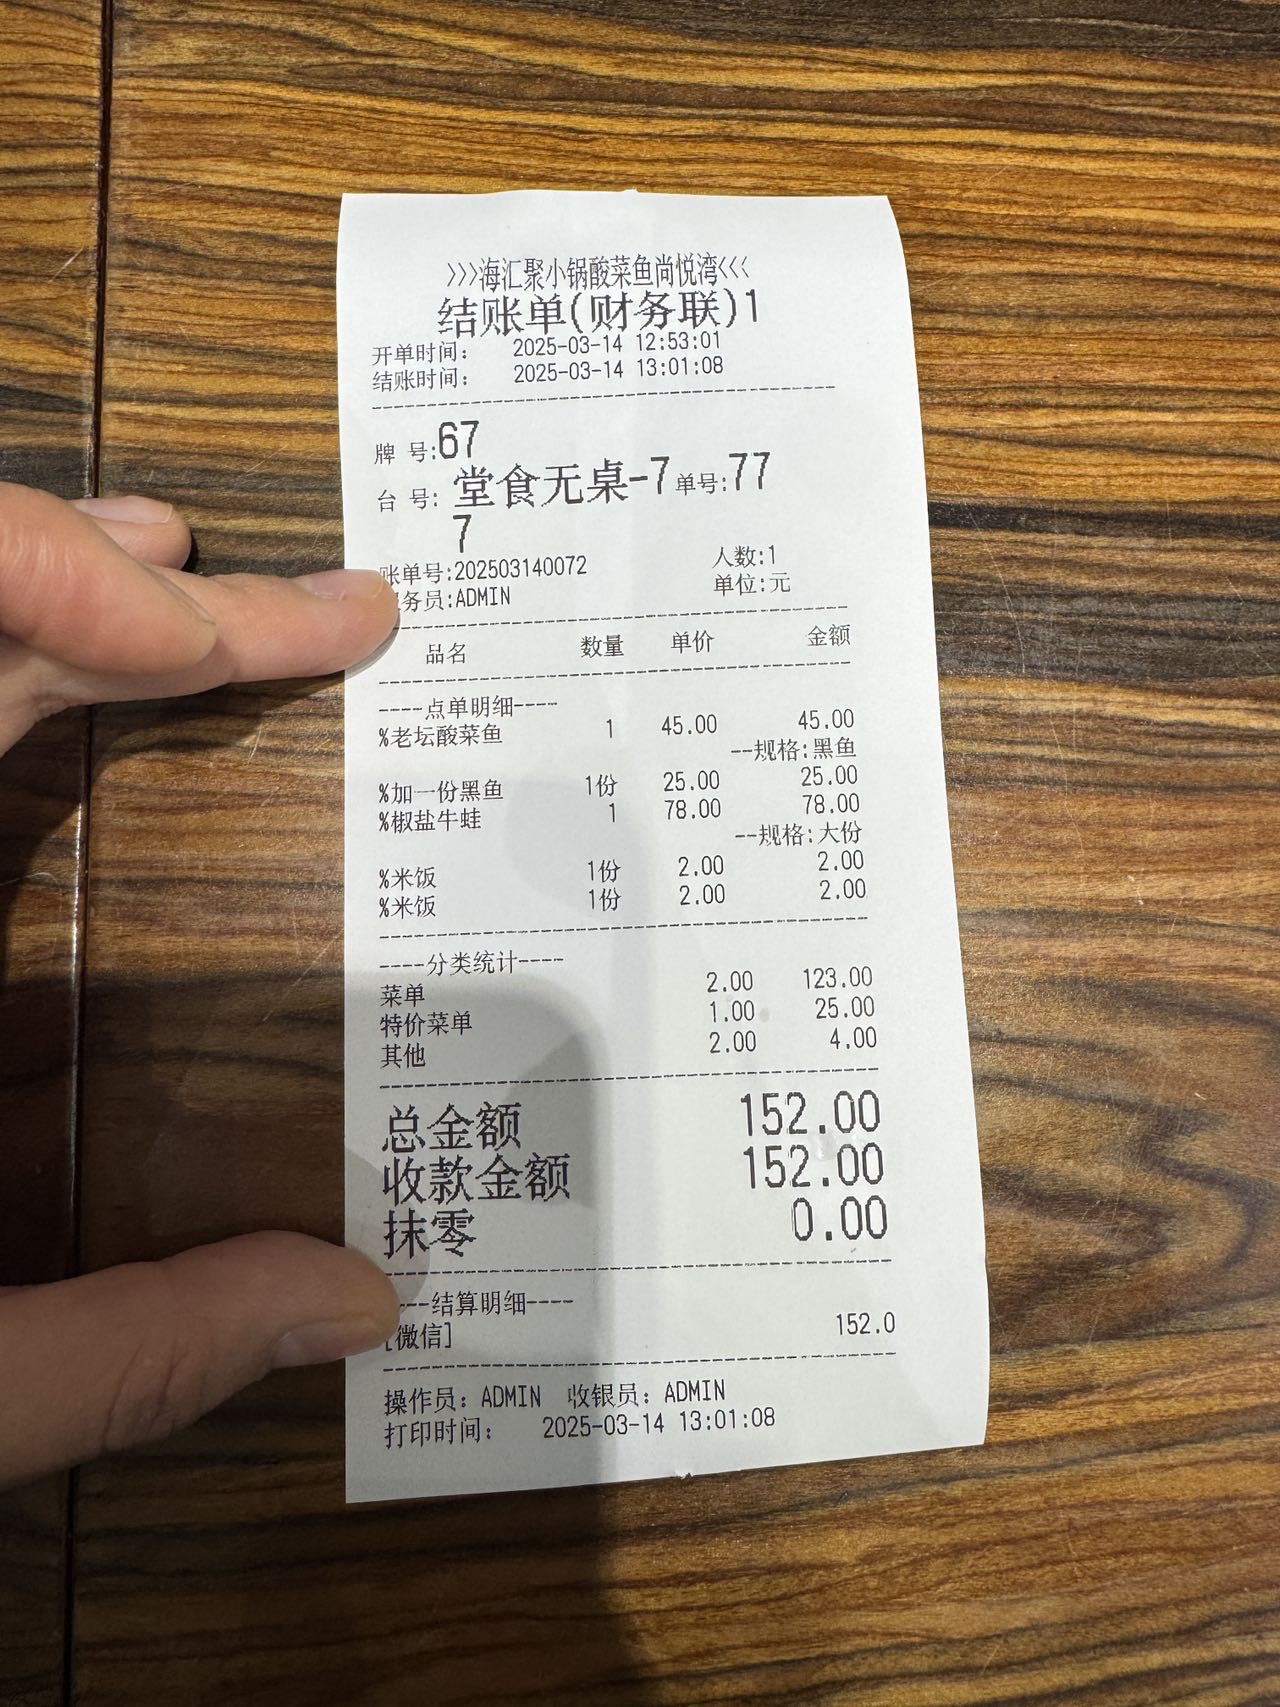 >>>海汇聚小锅酸菜鱼尚悦湾<<<
结账单(财务联)1
开单时间: 2025-03-14 12:53:01
结账时间: 2025-03-14 13:01:08
牌 号:67
台 号: 堂食无桌-7 单号:77
7
账单号:202503140072 人数:1
务员:ADMIN 单位:元
品名 数量 单价 金额
----点单明细----
%老坛酸菜鱼 1 45.00 45.00
--规格:黑鱼
%加一份黑鱼 1份 25.00 25.00
%椒盐牛蛙 1 78.00 78.00
--规格:大份
%米饭 1份 2.00 2.00
%米饭 1份 2.00 2.00
----分类统计----
菜单 2.00 123.00
特价菜单 1.00 25.00
其他 2.00 4.00
总金额 152.00
收款金额 152.00
抹零 0.00
---结算明细----
[微信] 152.0
操作员: ADMIN 收银员: ADMIN
打印时间: 2025-03-14 13:01:08